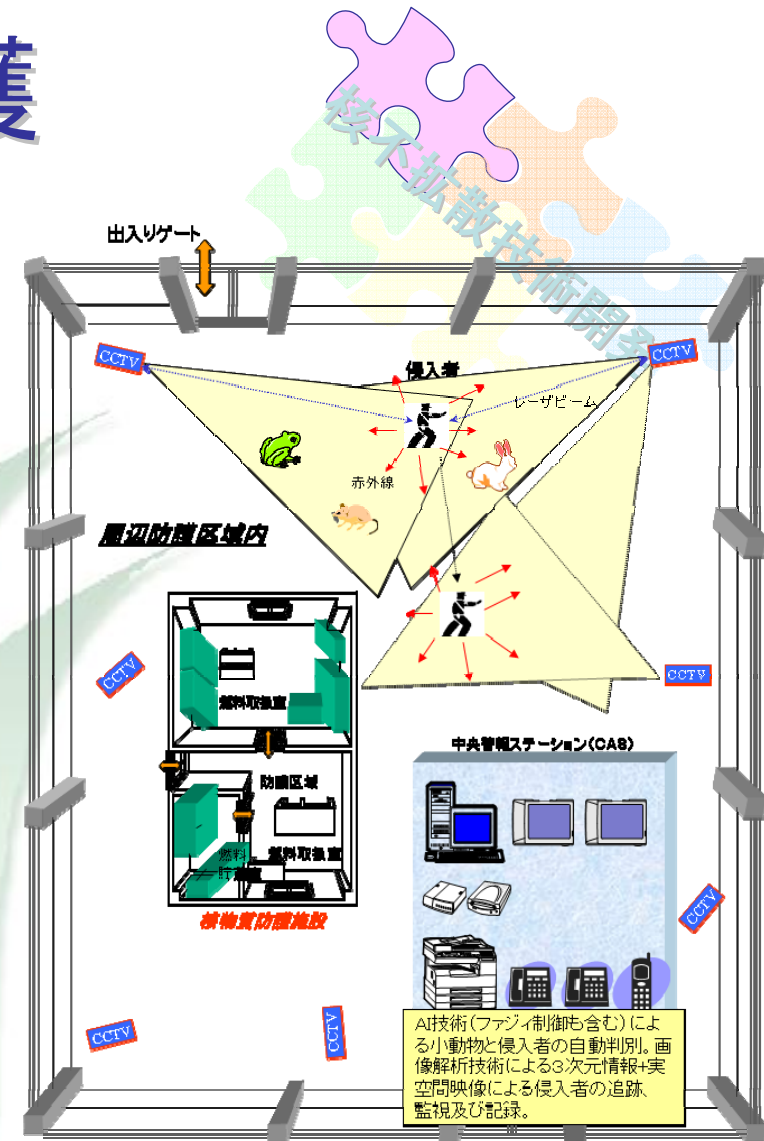 護
核不拡散技術開発
出入りゲート
CCTV
CCTV
侵入者
レーザビーム
赤外線
周辺防護区域内
CCTV
CCTV
燃料取扱室
中央警報ステーション(CAS)
防護区域
燃料取扱室
燃料
核物質防護施設
CCTV
CCTV
CCTV
AI技術(ファジィ制御も含む)によ
る小動物と侵入者の自動判別。画
像解析技術による3次元情報+実
空間映像による侵入者の追跡、
監視及び記録。